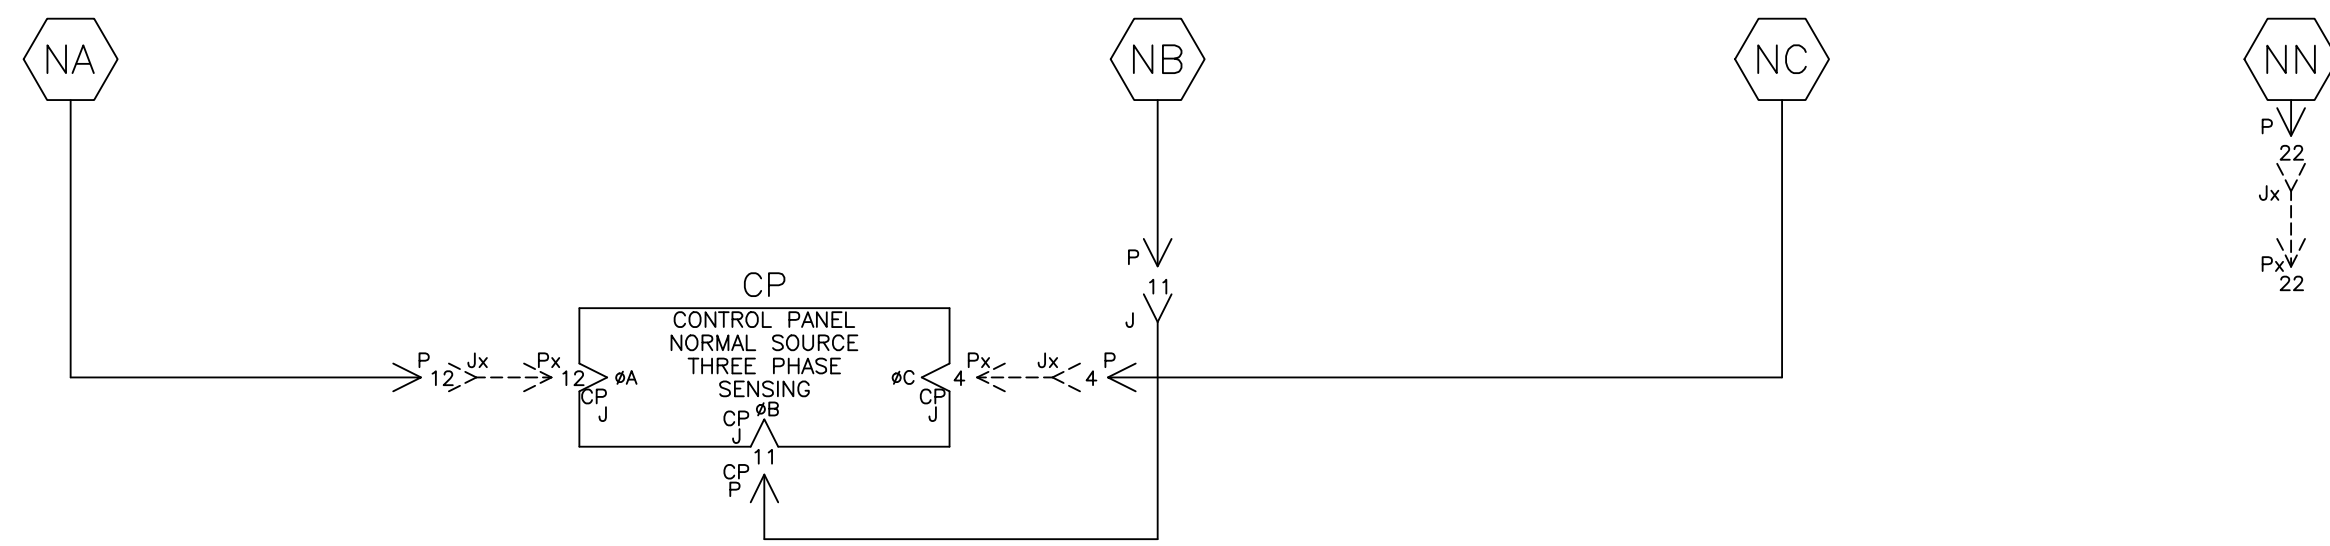 NA
NB
NC
NN
P
22
Jx
Px
22
P
11
J
CP
CONTROL PANEL
NORMAL SOURCE
THREE PHASE
SENSING
P
12
Jx
Px
12
øA
CP
J
øC
4
CP
J
Px
Jx
4
P
øB
CP
J
11
CP
P